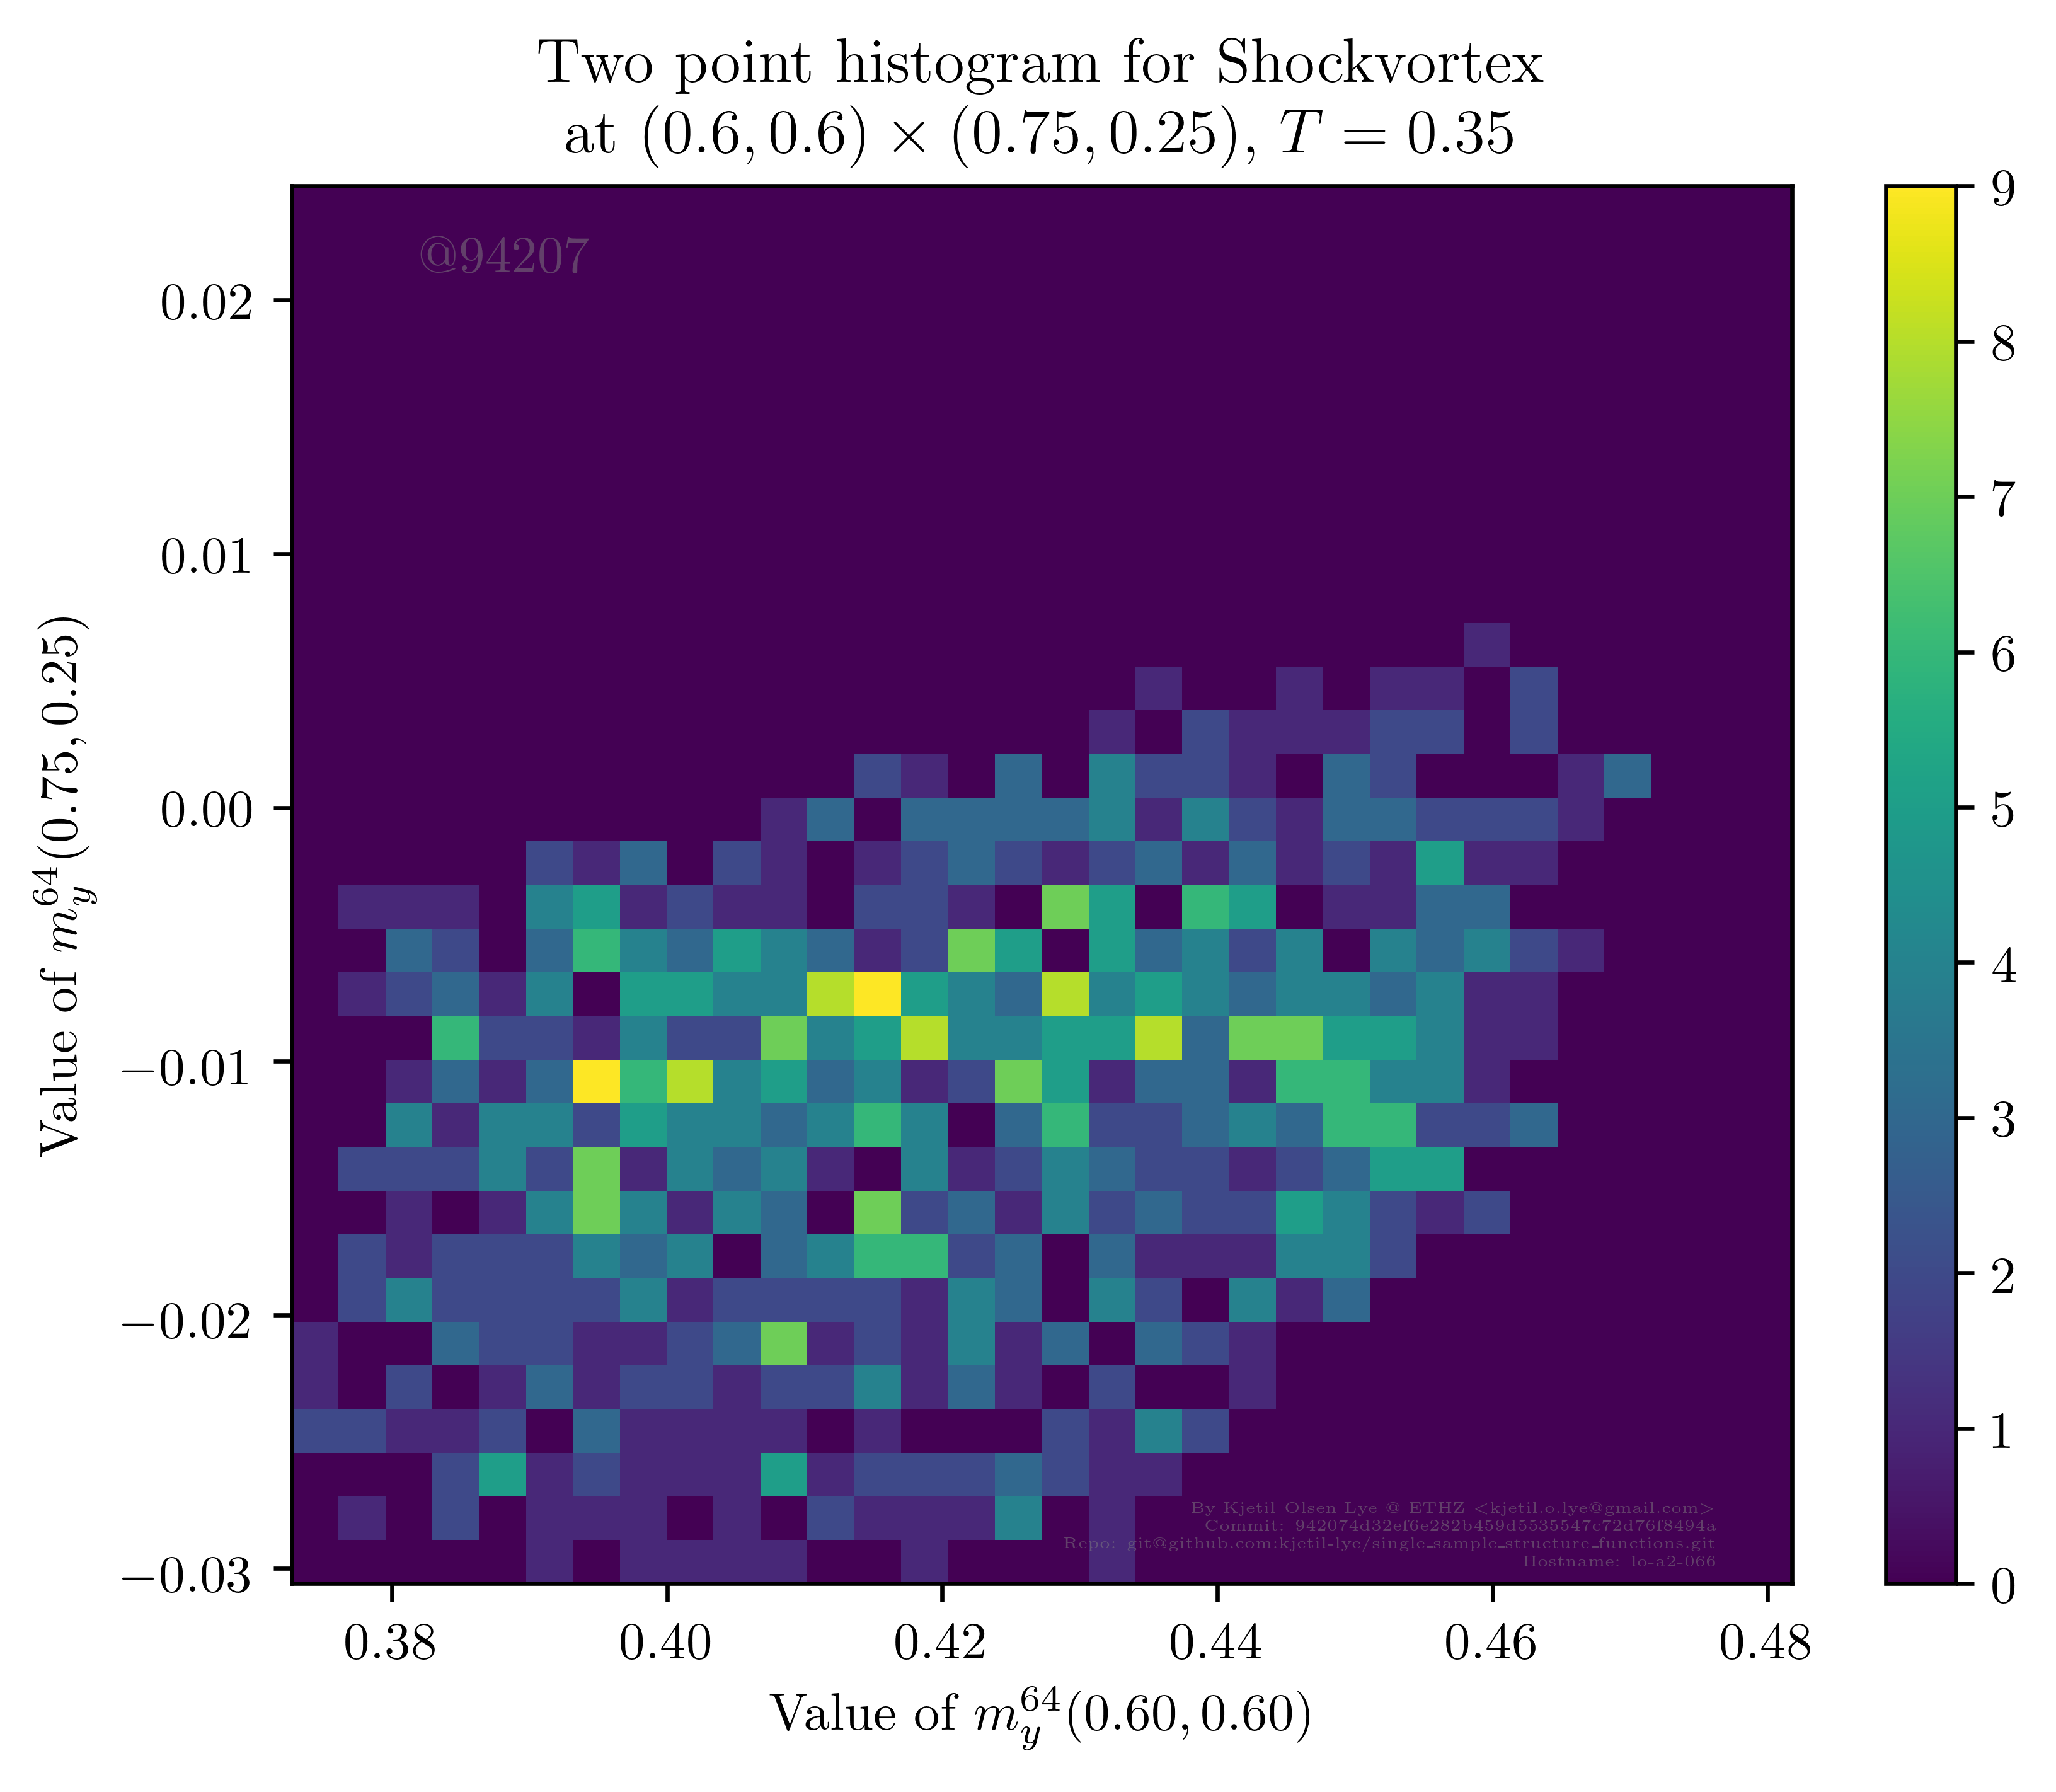 Two point histogram for Shockvortex
at (0.6, 0.6) × (0.75, 0.25), T = 0.35
@94207
0.02
0.01
0.00
−0.01
−0.02
−0.03
Value of m_y^64(0.75, 0.25)
0.38
0.40
0.42
0.44
0.46
0.48
Value of m_y^64(0.60, 0.60)
9
8
7
6
5
4
3
2
1
0
By Kjetil Olsen Lye @ ETHZ <kjetil.o.lye@gmail.com>
Commit: 942074d32ef6e282b459d5535547c72d76f8494a
Repo: git@github.com:kjetil-lye/single_sample_structure_functions.git
Hostname: lo-a2-066